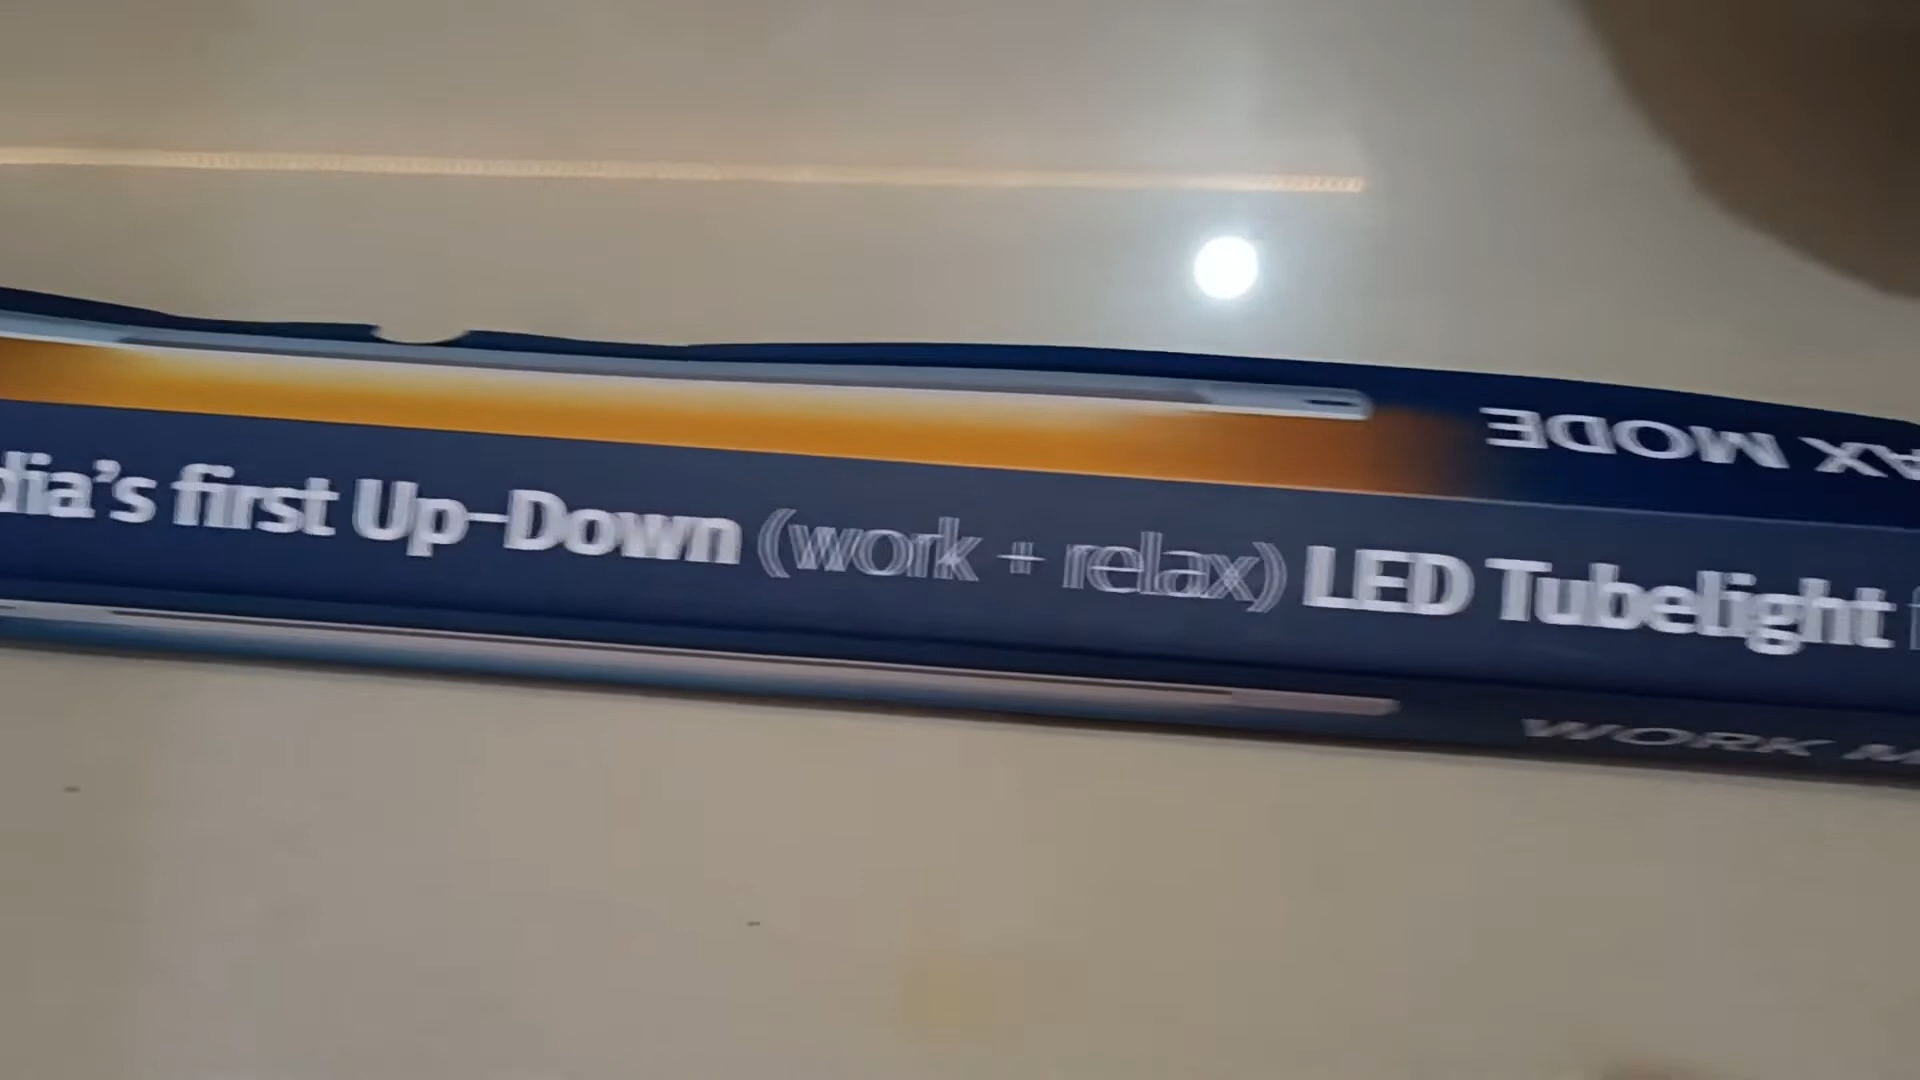 AX MODE
dia's first Up-Down (work + relax) LED Tubelight
WORK M